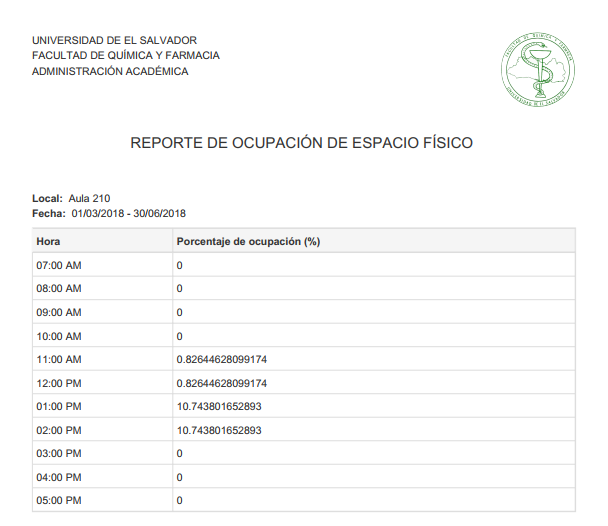 UNIVERSIDAD DE EL SALVADOR
FACULTAD DE QUÍMICA Y FARMACIA
ADMINISTRACIÓN ACADÉMICA
FACULTAD DE QUIMICA Y FARMACIA
UNIVERSIDAD DE EL SALVADOR
REPORTE DE OCUPACIÓN DE ESPACIO FÍSICO
Local: Aula 210
Fecha: 01/03/2018 - 30/06/2018
Hora Porcentaje de ocupación (%)
07:00 AM 0
08:00 AM 0
09:00 AM 0
10:00 AM 0
11:00 AM 0.82644628099174
12:00 PM 0.82644628099174
01:00 PM 10.743801652893
02:00 PM 10.743801652893
03:00 PM 0
04:00 PM 0
05:00 PM 0